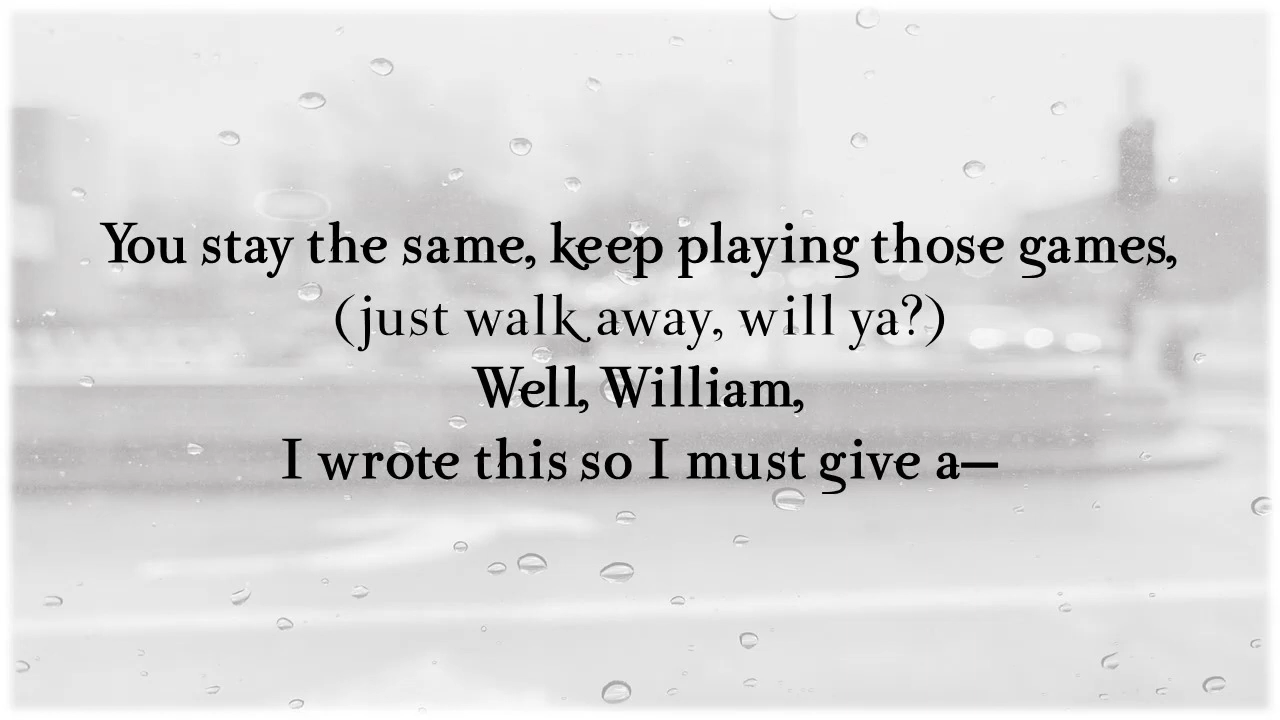 You stay the same, keep playing those games,
(just walk away, will ya?)
Well, William,
I wrote this so I must give a—